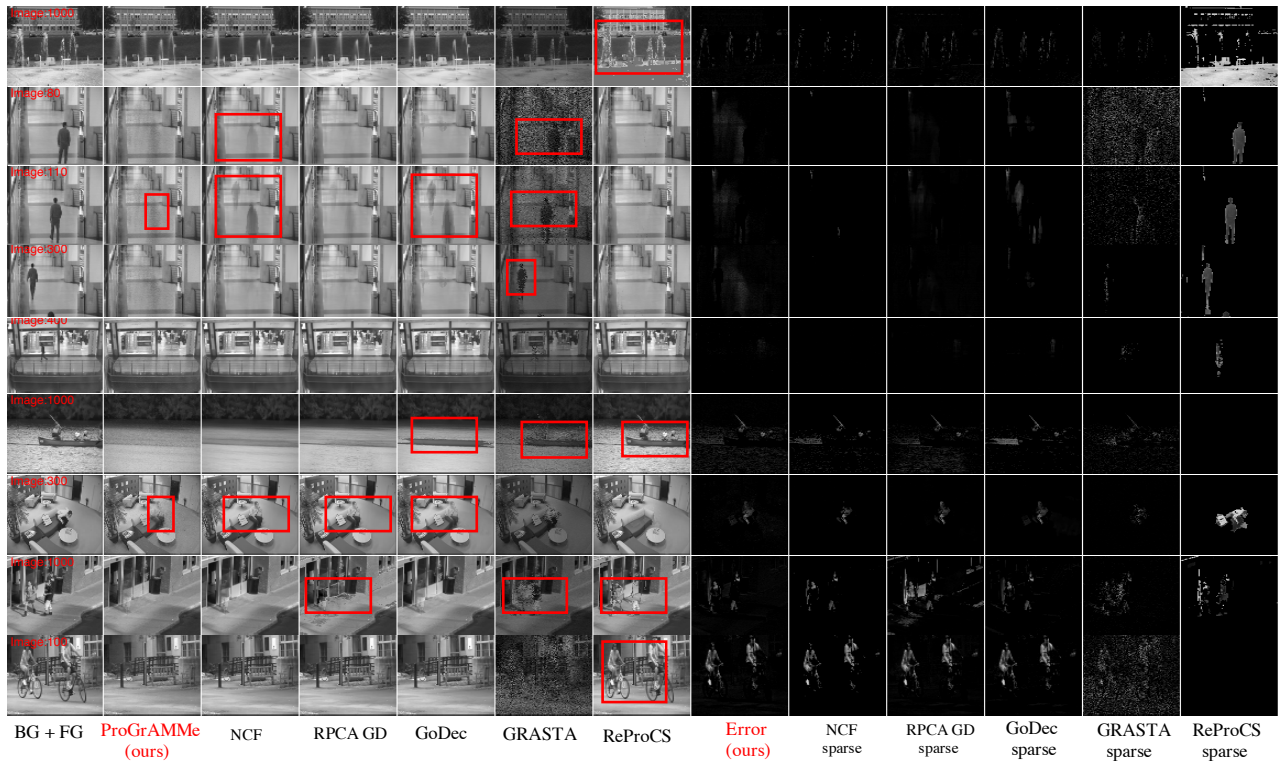 Image:1000
Image:80
Image:110
Image:300
Image:400
Image:1000
Image:300
Image:1000
Image:100
BG + FG
ProGrAMMe
(ours)
NCF
RPCA GD
GoDec
GRASTA
ReProCS
Error
(ours)
NCF
sparse
RPCA GD
sparse
GoDec
sparse
GRASTA
sparse
ReProCS
sparse